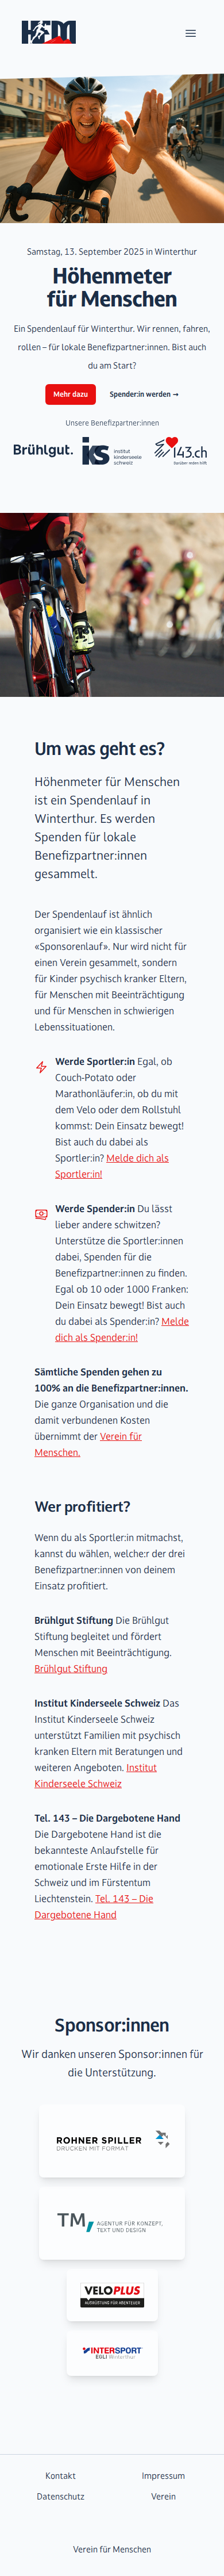 HFM
Samstag, 13. September 2025 in Winterthur
Höhenmeter
für Menschen
Ein Spendenlauf für Winterthur. Wir rennen, fahren,
rollen – für lokale Benefizpartner:innen. Bist auch
du am Start?
Mehr dazu
Spender:in werden →
Unsere Benefizpartner:innen
Brühlgut.
iks institut
kinderseele
schweiz
143.ch
Um was geht es?
Höhenmeter für Menschen
ist ein Spendenlauf in
Winterthur. Es werden
Spenden für lokale
Benefizpartner:innen
gesammelt.
Der Spendenlauf ist ähnlich
organisiert wie ein klassischer
«Sponsorenlauf». Nur wird nicht für
einen Verein gesammelt, sondern
für Kinder psychisch kranker Eltern,
für Menschen mit Beeinträchtigung
und für Menschen in schwierigen
Lebenssituationen.
Werde Sportler:in Egal, ob
Couch-Potato oder
Marathonläufer:in, ob du mit
dem Velo oder dem Rollstuhl
kommst: Dein Einsatz bewegt!
Bist auch du dabei als
Sportler:in? Melde dich als
Sportler:in!
Werde Spender:in Du lässt
lieber andere schwitzen?
Unterstütze die Sportler:innen
dabei, Spenden für die
Benefizpartner:innen zu finden.
Egal ob 10 oder 1000 Franken:
Dein Einsatz bewegt! Bist auch
du dabei als Spender:in? Melde
dich als Spender:in!
Sämtliche Spenden gehen zu
100% an die Benefizpartner:innen.
Die ganze Organisation und die
damit verbundenen Kosten
übernimmt der Verein für
Menschen.
Wer profitiert?
Wenn du als Sportler:in mitmachst,
kannst du wählen, welche:r der drei
Benefizpartner:innen von deinem
Einsatz profitiert.
Brühlgut Stiftung Die Brühlgut
Stiftung begleitet und fördert
Menschen mit Beeinträchtigung.
Brühlgut Stiftung
Institut Kinderseele Schweiz Das
Institut Kinderseele Schweiz
unterstützt Familien mit psychisch
kranken Eltern mit Beratungen und
weiteren Angeboten. Institut
Kinderseele Schweiz
Tel. 143 – Die Dargebotene Hand
Die Dargebotene Hand ist die
bekannteste Anlaufstelle für
emotionale Erste Hilfe in der
Schweiz und im Fürstentum
Liechtenstein. Tel. 143 – Die
Dargebotene Hand
Sponsor:innen
Wir danken unseren Sponsor:innen für
die Unterstützung.
ROHNER SPILLER
DRUCKEN MIT FORMAT
TM/ AGENTUR FÜR KONZEPT,
TEXT UND DESIGN
VELOPLUS
AUSRÜSTUNG FÜR ABENTEUER
INTERSPORT
EGLI Winterthur
Kontakt
Impressum
Datenschutz
Verein
Verein für Menschen